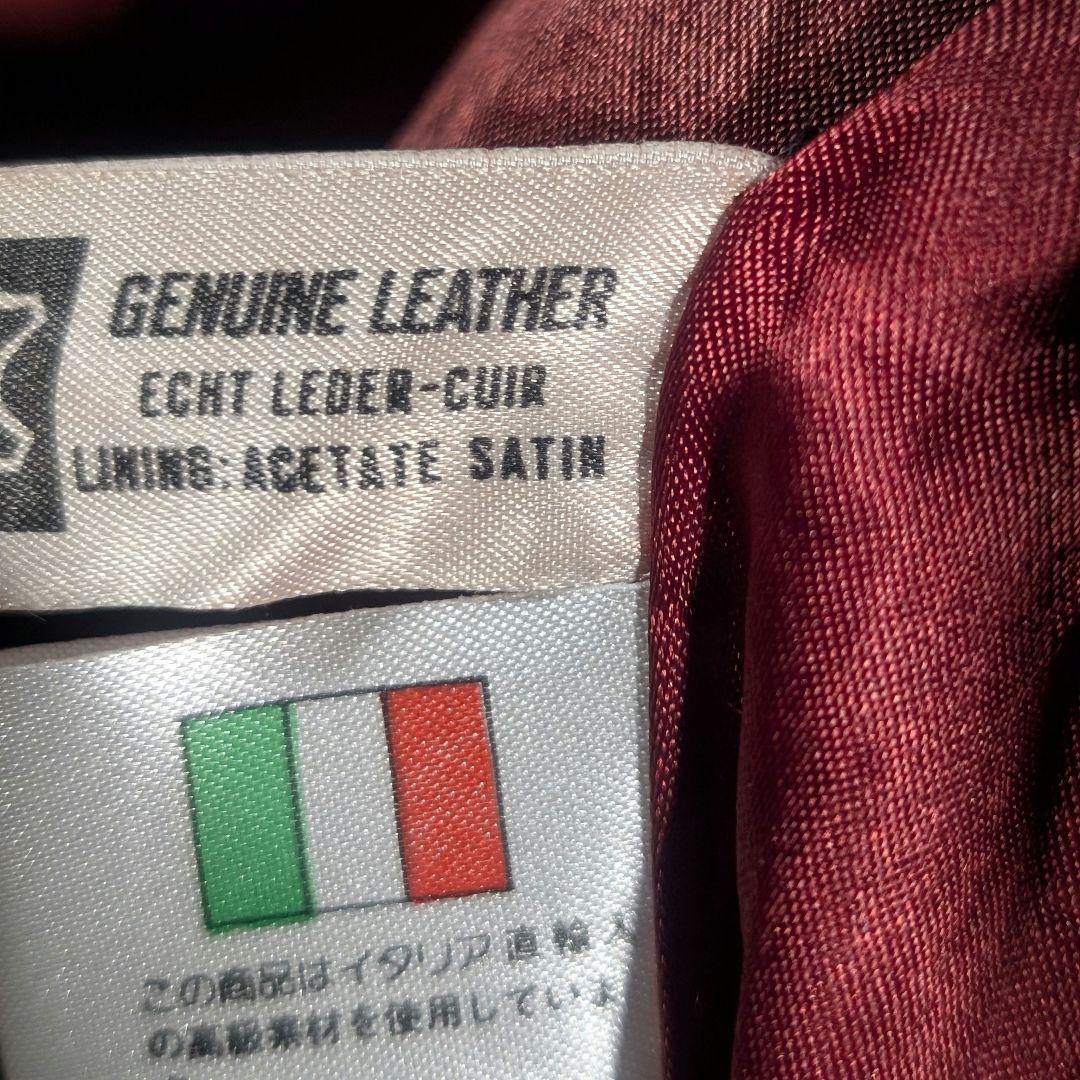 GENUINE LEATHER
ECHT LEDER-CUIR
LINING: ACETATE SATIN
この商品はイタリア直輸入
の高級素材を使用していま